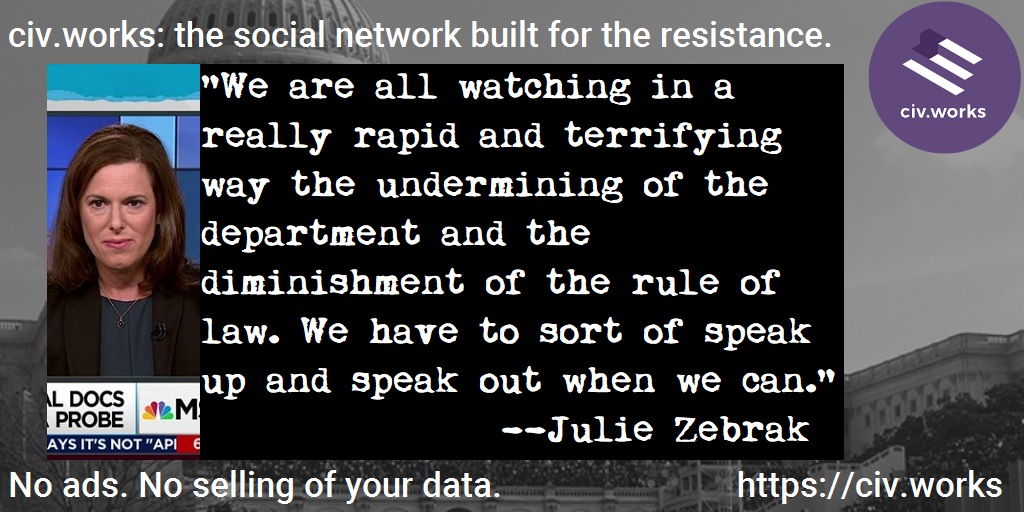 civ.works: the social network built for the resistance.
civ.works
"We are all watching in a
really rapid and terrifying
way the undermining of the
department and the
diminishment of the rule of
law. We have to sort of speak
up and speak out when we can."
--Julie Zebrak
L DOCS
PROBE
MS
AYS IT'S NOT "API
6
No ads. No selling of your data.
https://civ.works